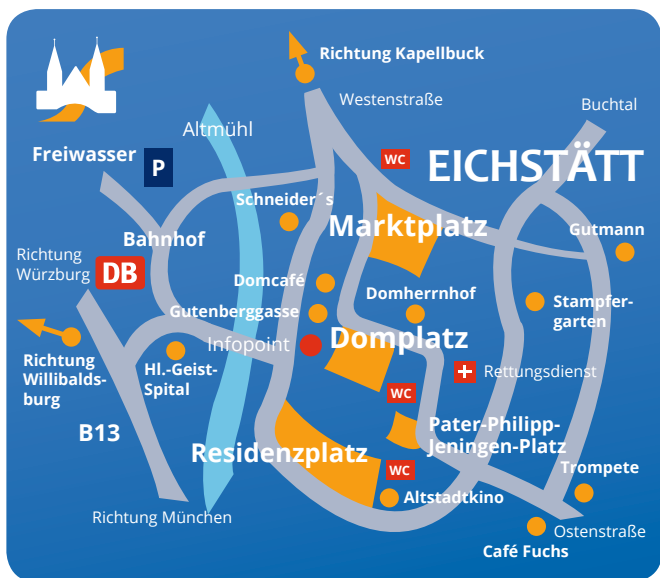 Richtung Kapellbuck
Westenstraße
Buchtal
Altmühl
Freiwasser
P
WC
EICHSTÄTT
Schneider´s
Marktplatz
Gutmann
Bahnhof
Richtung
Würzburg
DB
Domcafé
Domherrnhof
Gutenberggasse
Stampfer-
garten
Infopoint
Domplatz
Richtung
Willibalds-
burg
Hl.-Geist-
Spital
Rettungsdienst
WC
B13
Pater-Philipp-
Jeningen-Platz
Residenzplatz
WC
Trompete
Altstadtkino
Richtung München
Ostenstraße
Café Fuchs